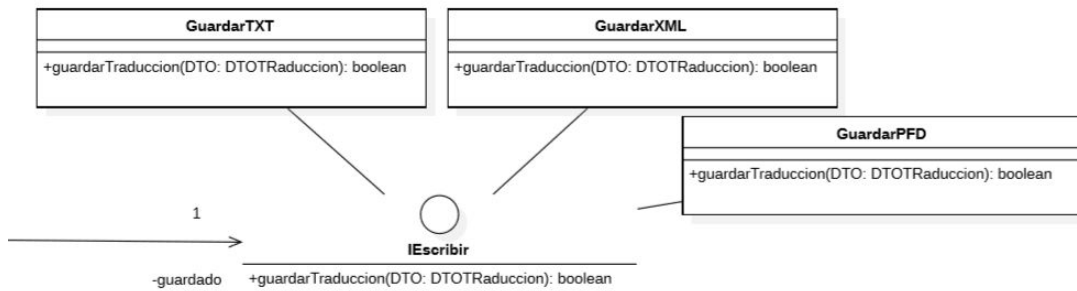 GuardarTXT
+guardarTraduccion(DTO: DTOTRaduccion): boolean
GuardarXML
+guardarTraduccion(DTO: DTOTRaduccion): boolean
GuardarPFD
+guardarTraduccion(DTO: DTOTRaduccion): boolean
1
-guardado
IEscribir
+guardarTraduccion(DTO: DTOTRaduccion): boolean